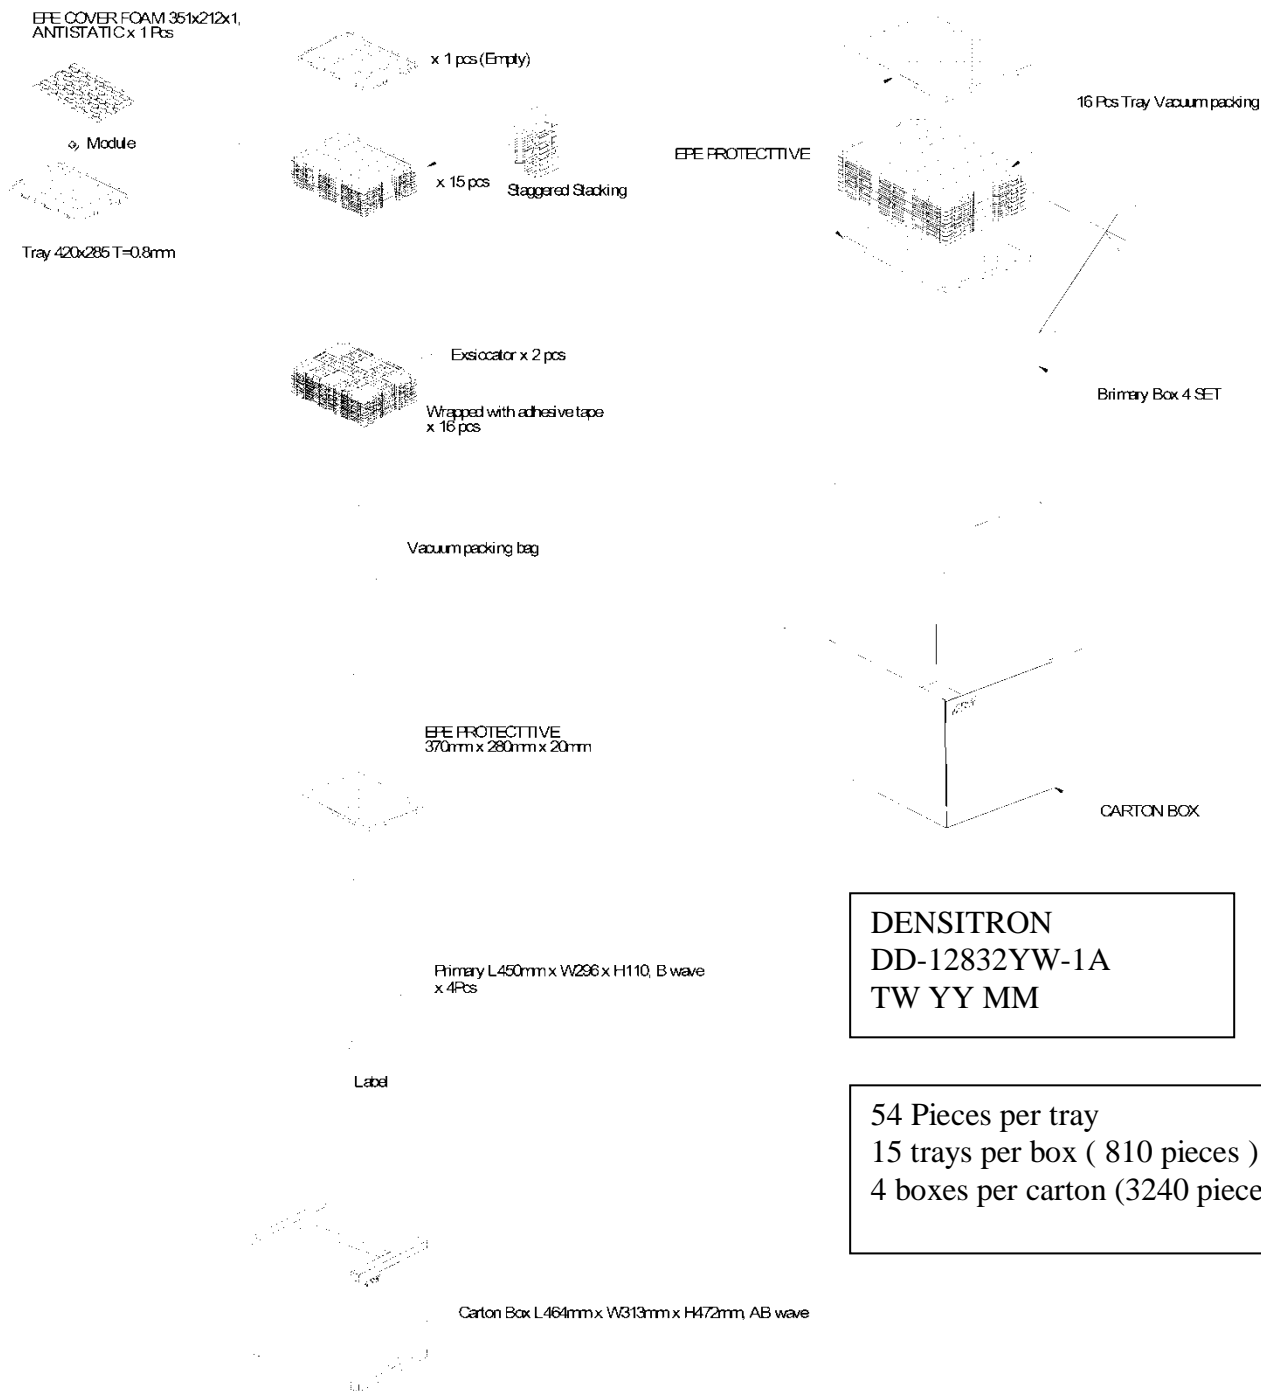 EPE COVER FOAM 351x212x1,
ANTISTATIC x 1 Pcs
x 1 pcs (Empty)
16 Pcs Tray Vacuum packing
Module
EPE PROTECTTIVE
x 15 pcs
Staggered Stacking
Tray 420x285 T=0.8mm
Exsiccator x 2 pcs
Brimary Box 4 SET
Wrapped with adhesive tape
x 16 pcs
Vacuum packing bag
EPE PROTECTTIVE
370mm x 280mm x 20mm
CARTON BOX
DENSITRON
DD-12832YW-1A
TW YY MM
Primary L450mm x W296 x H110, B wave
x 4Pcs
Label
54 Pieces per tray
15 trays per box ( 810 pieces )
4 boxes per carton (3240 piece
Carton Box L464mm x W313mm x H472mm, AB wave